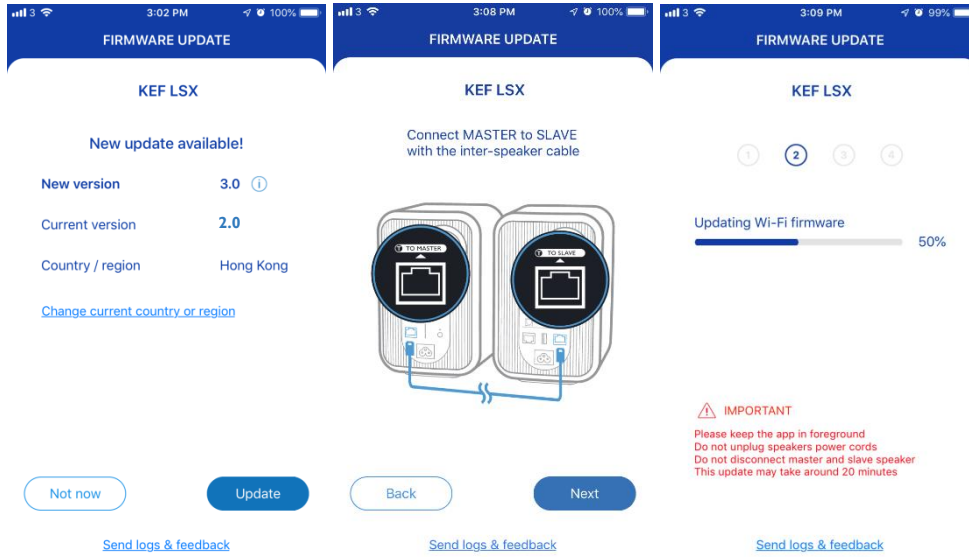 3
3:02 PM
100%
FIRMWARE UPDATE
KEF LSX
New update available!
New version 3.0 i
Current version 2.0
Country / region Hong Kong
Change current country or region
Not now
Update
Send logs & feedback
3
3:08 PM
100%
FIRMWARE UPDATE
KEF LSX
Connect MASTER to SLAVE
with the inter-speaker cable
TO MASTER
TO SLAVE
Back
Next
Send logs & feedback
3
3:09 PM
99%
FIRMWARE UPDATE
KEF LSX
1 2 3 4
Updating Wi-Fi firmware
50%
IMPORTANT
Please keep the app in foreground
Do not unplug speakers power cords
Do not disconnect master and slave speaker
This update may take around 20 minutes
Send logs & feedback